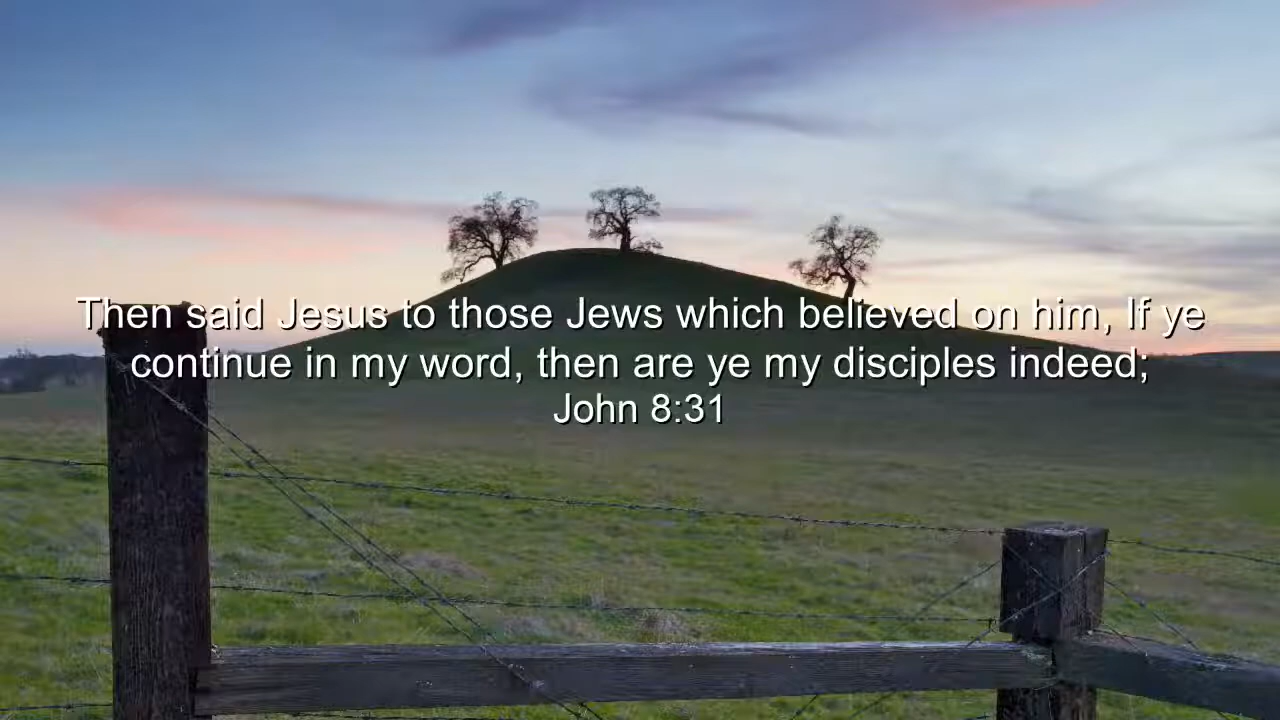 Then said Jesus to those Jews which believed on him, If ye
continue in my word, then are ye my disciples indeed;
John 8:31